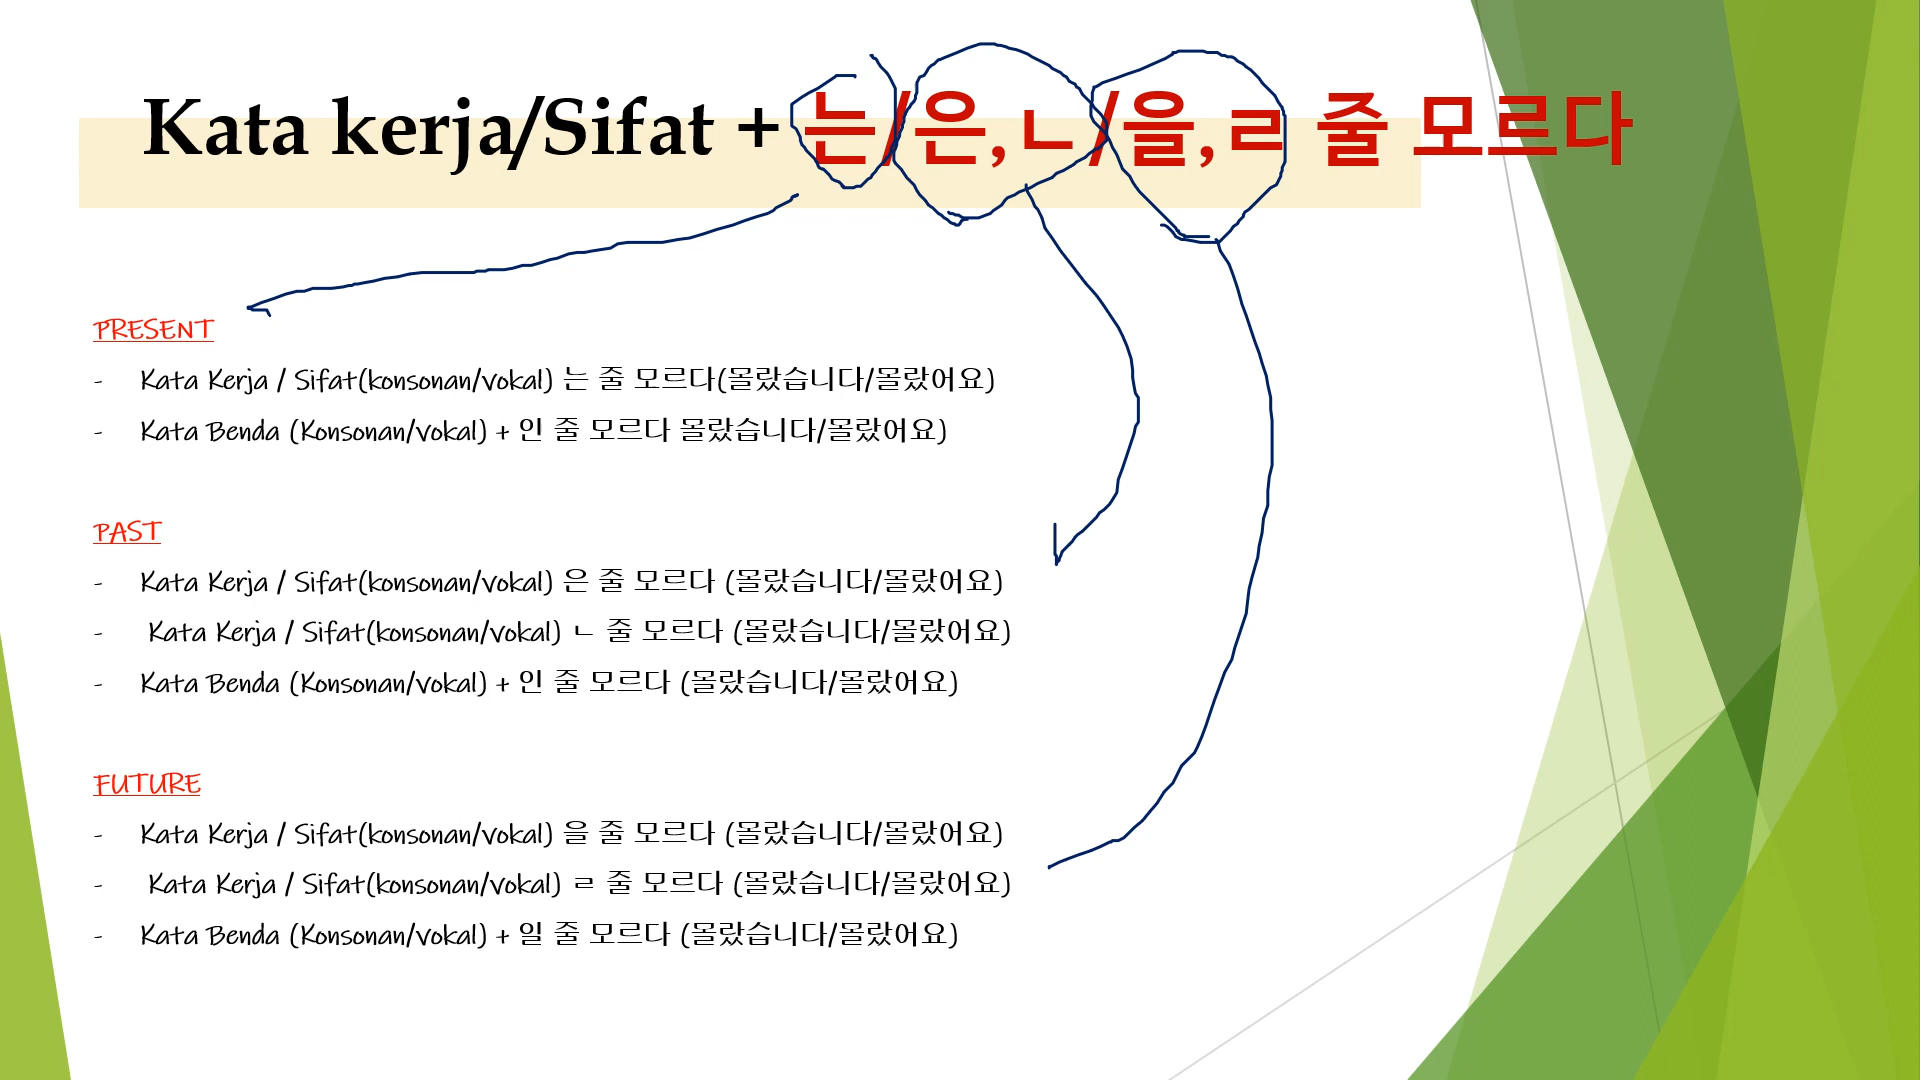 Kata kerja/Sifat + 는/은,ㄴ/을,ㄹ 줄 모르다
PRESENT
- Kata Kerja / Sifat(konsonan/vokal) 는 줄 모르다(몰랐습니다/몰랐어요)
- Kata Benda (Konsonan/vokal) + 인 줄 모르다 몰랐습니다/몰랐어요)
PAST
- Kata Kerja / Sifat(konsonan/vokal) 은 줄 모르다 (몰랐습니다/몰랐어요)
- Kata Kerja / Sifat(konsonan/vokal) ㄴ 줄 모르다 (몰랐습니다/몰랐어요)
- Kata Benda (Konsonan/vokal) + 인 줄 모르다 (몰랐습니다/몰랐어요)
FUTURE
- Kata Kerja / Sifat(konsonan/vokal) 을 줄 모르다 (몰랐습니다/몰랐어요)
- Kata Kerja / Sifat(konsonan/vokal) ㄹ 줄 모르다 (몰랐습니다/몰랐어요)
- Kata Benda (Konsonan/vokal) + 일 줄 모르다 (몰랐습니다/몰랐어요)